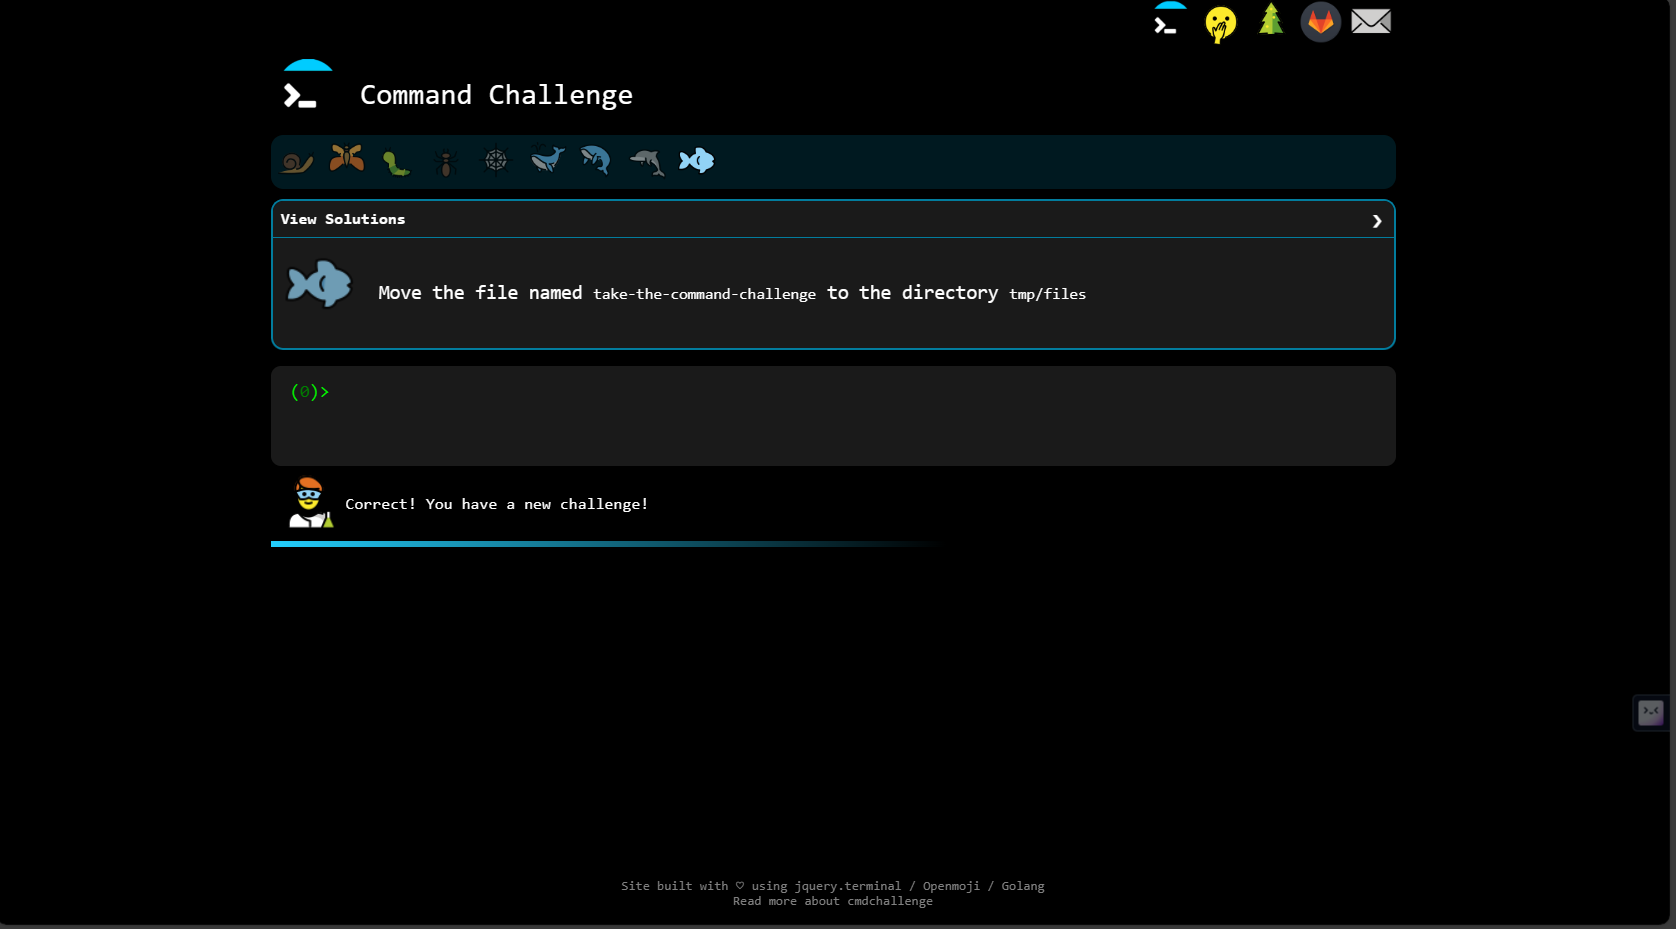 Command Challenge
View Solutions
Move the file named take-the-command-challenge to the directory tmp/files
(0)>
Correct! You have a new challenge!
Site built with ♡ using jquery.terminal / Openmoji / Golang
Read more about cmdchallenge